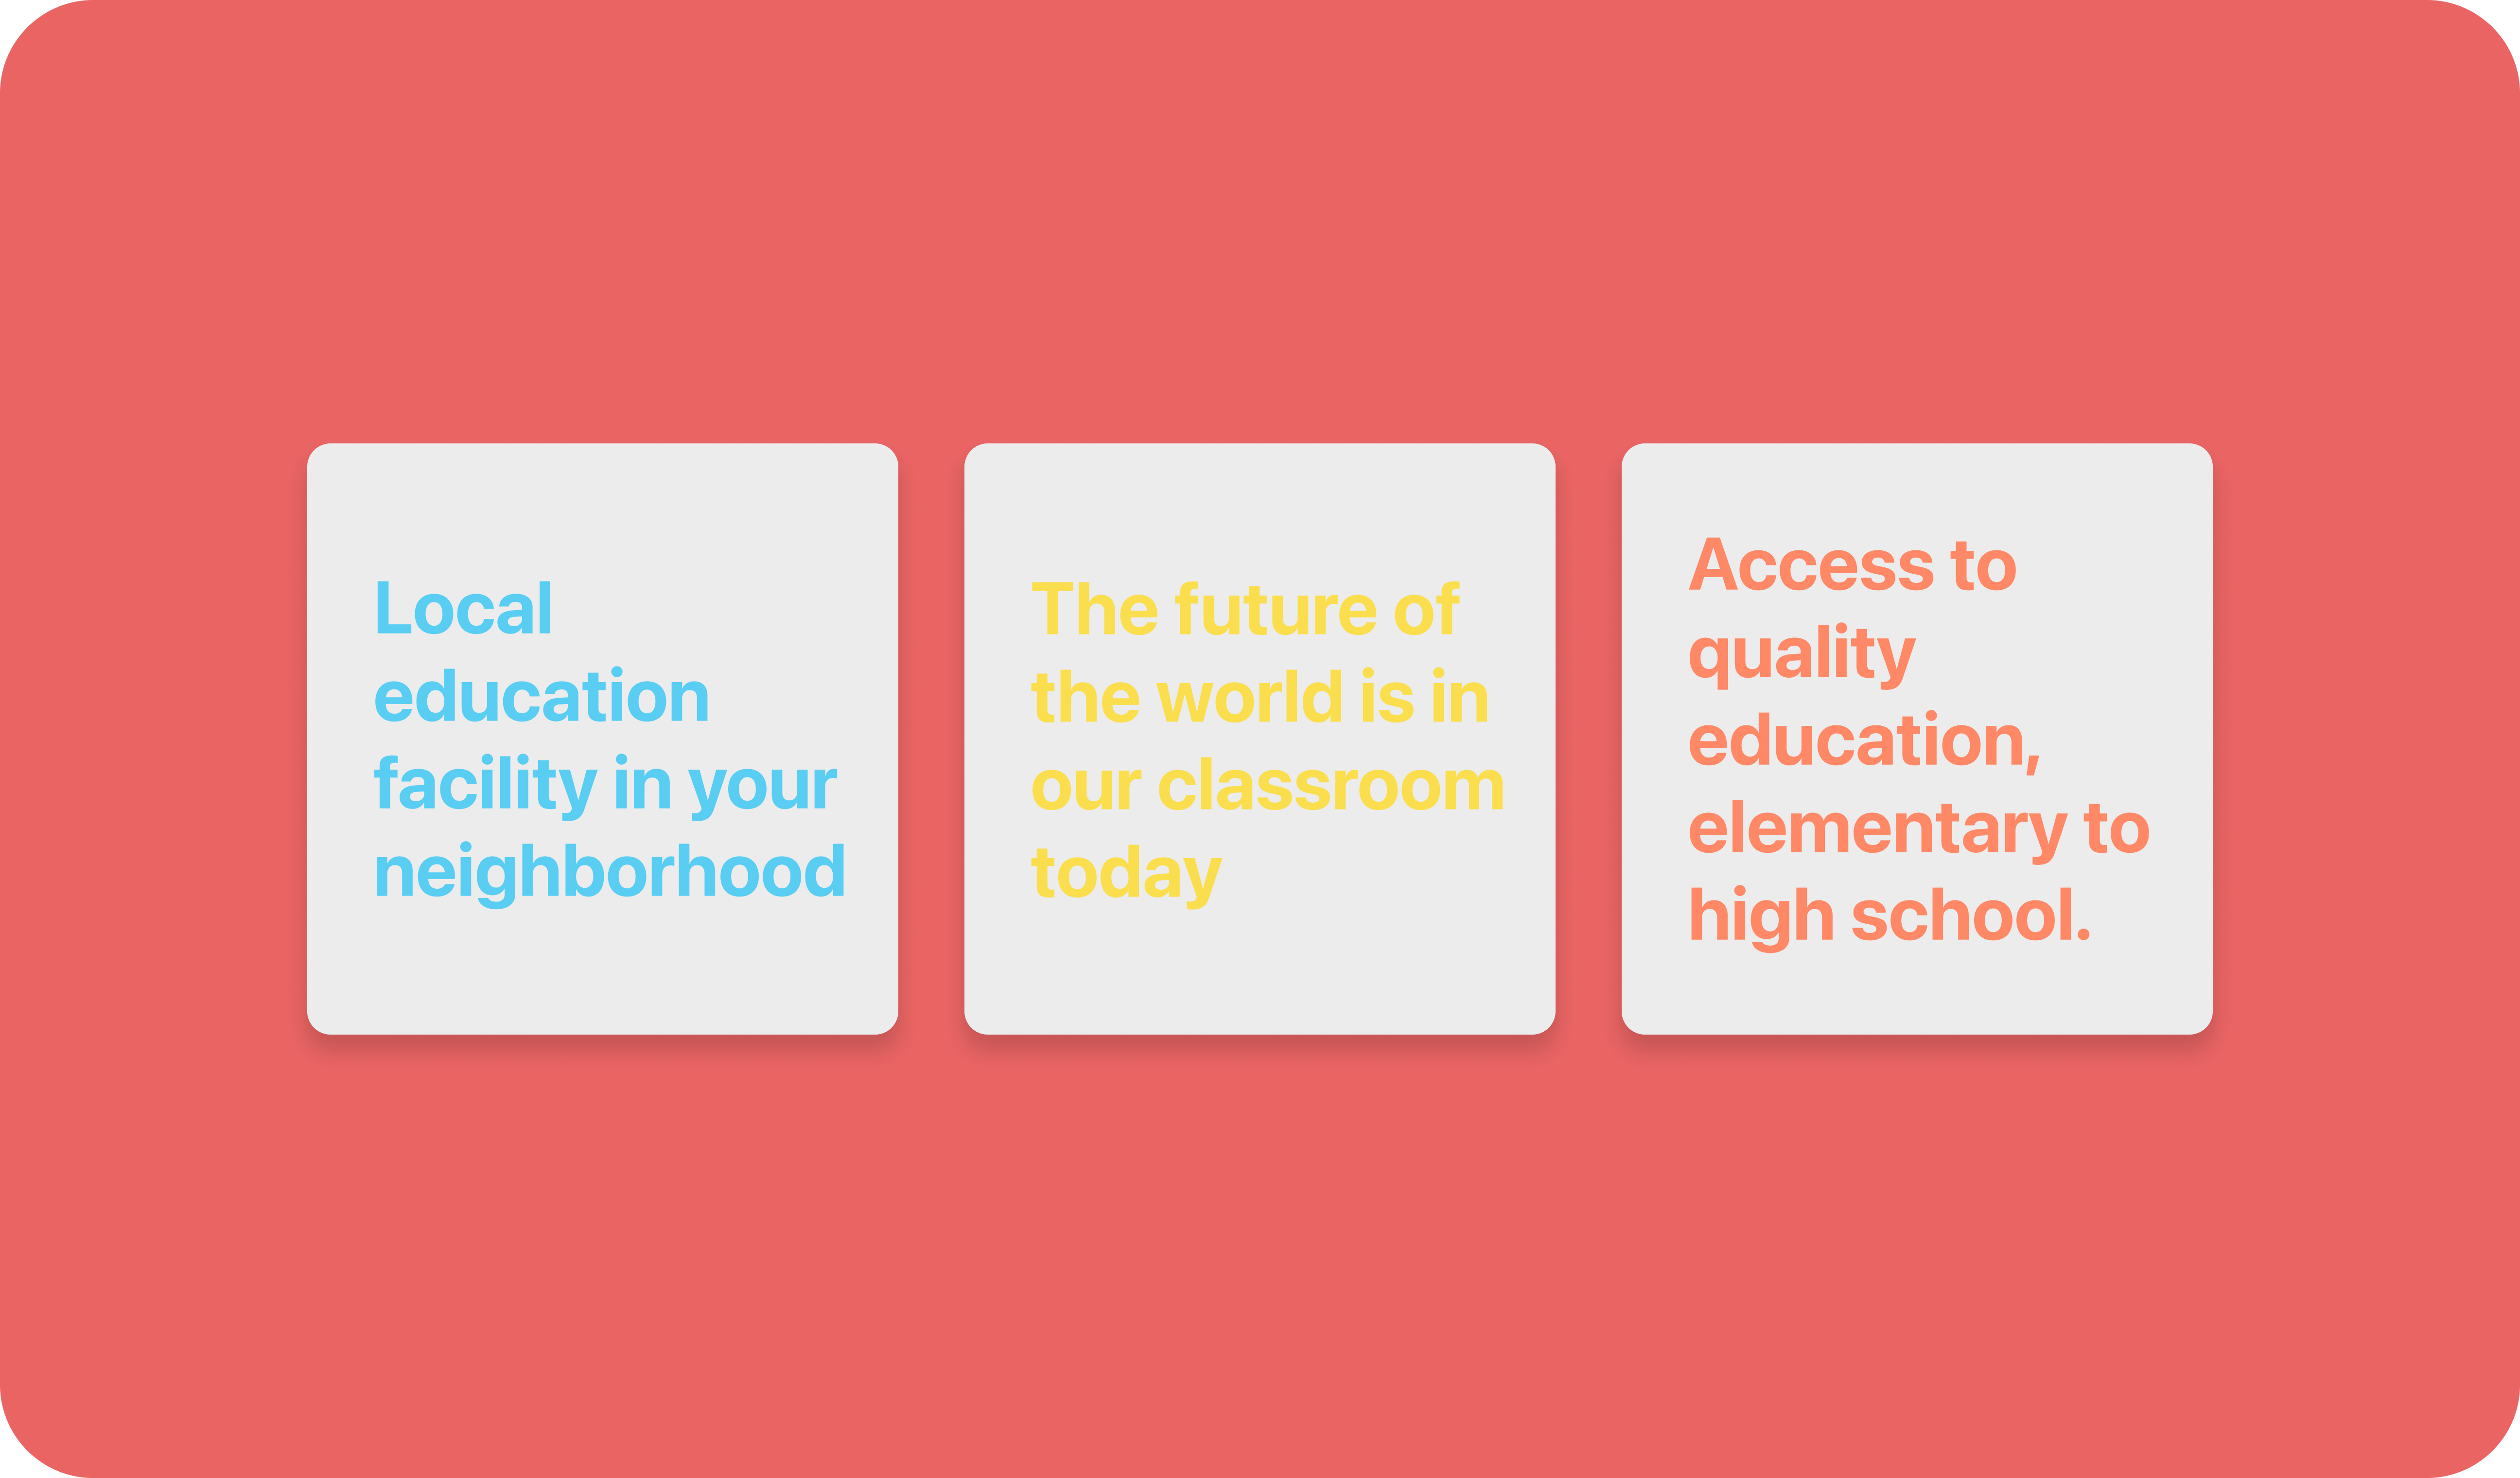 Local
education
facility in your
neighborhood
The future of
the world is in
our classroom
today
Access to
quality
education,
elementary to
high school.